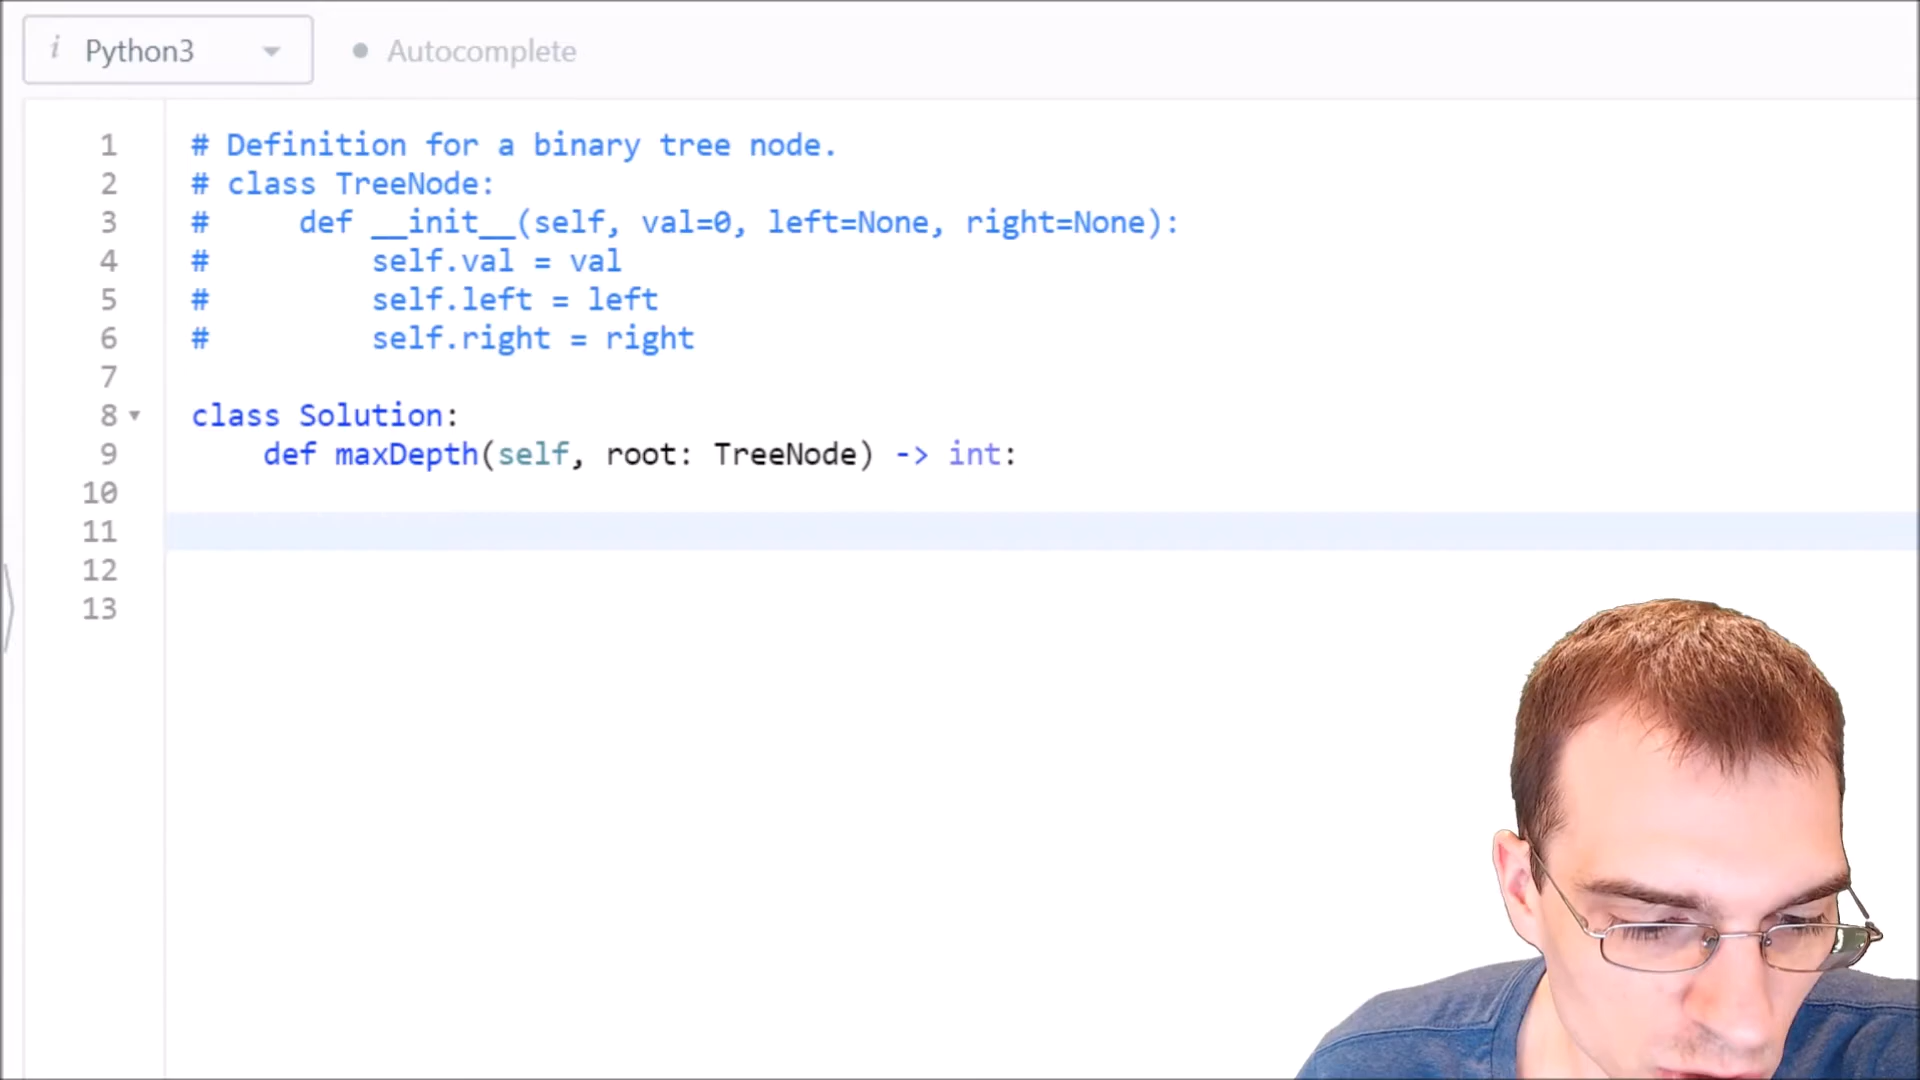 i Python3 Autocomplete
1 # Definition for a binary tree node.
2 # class TreeNode:
3 #     def __init__(self, val=0, left=None, right=None):
4 #         self.val = val
5 #         self.left = left
6 #         self.right = right
7
8 class Solution:
9     def maxDepth(self, root: TreeNode) -> int:
10
11
12
13